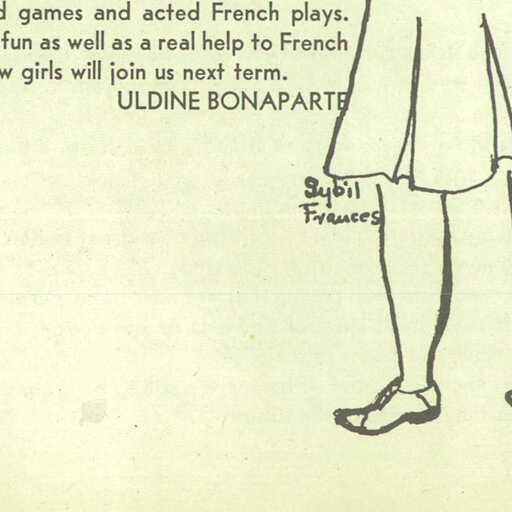 d games and acted French plays.
fun as well as a real help to French
w girls will join us next term.
ULDINE BONAPARTE
Sybil
Frances